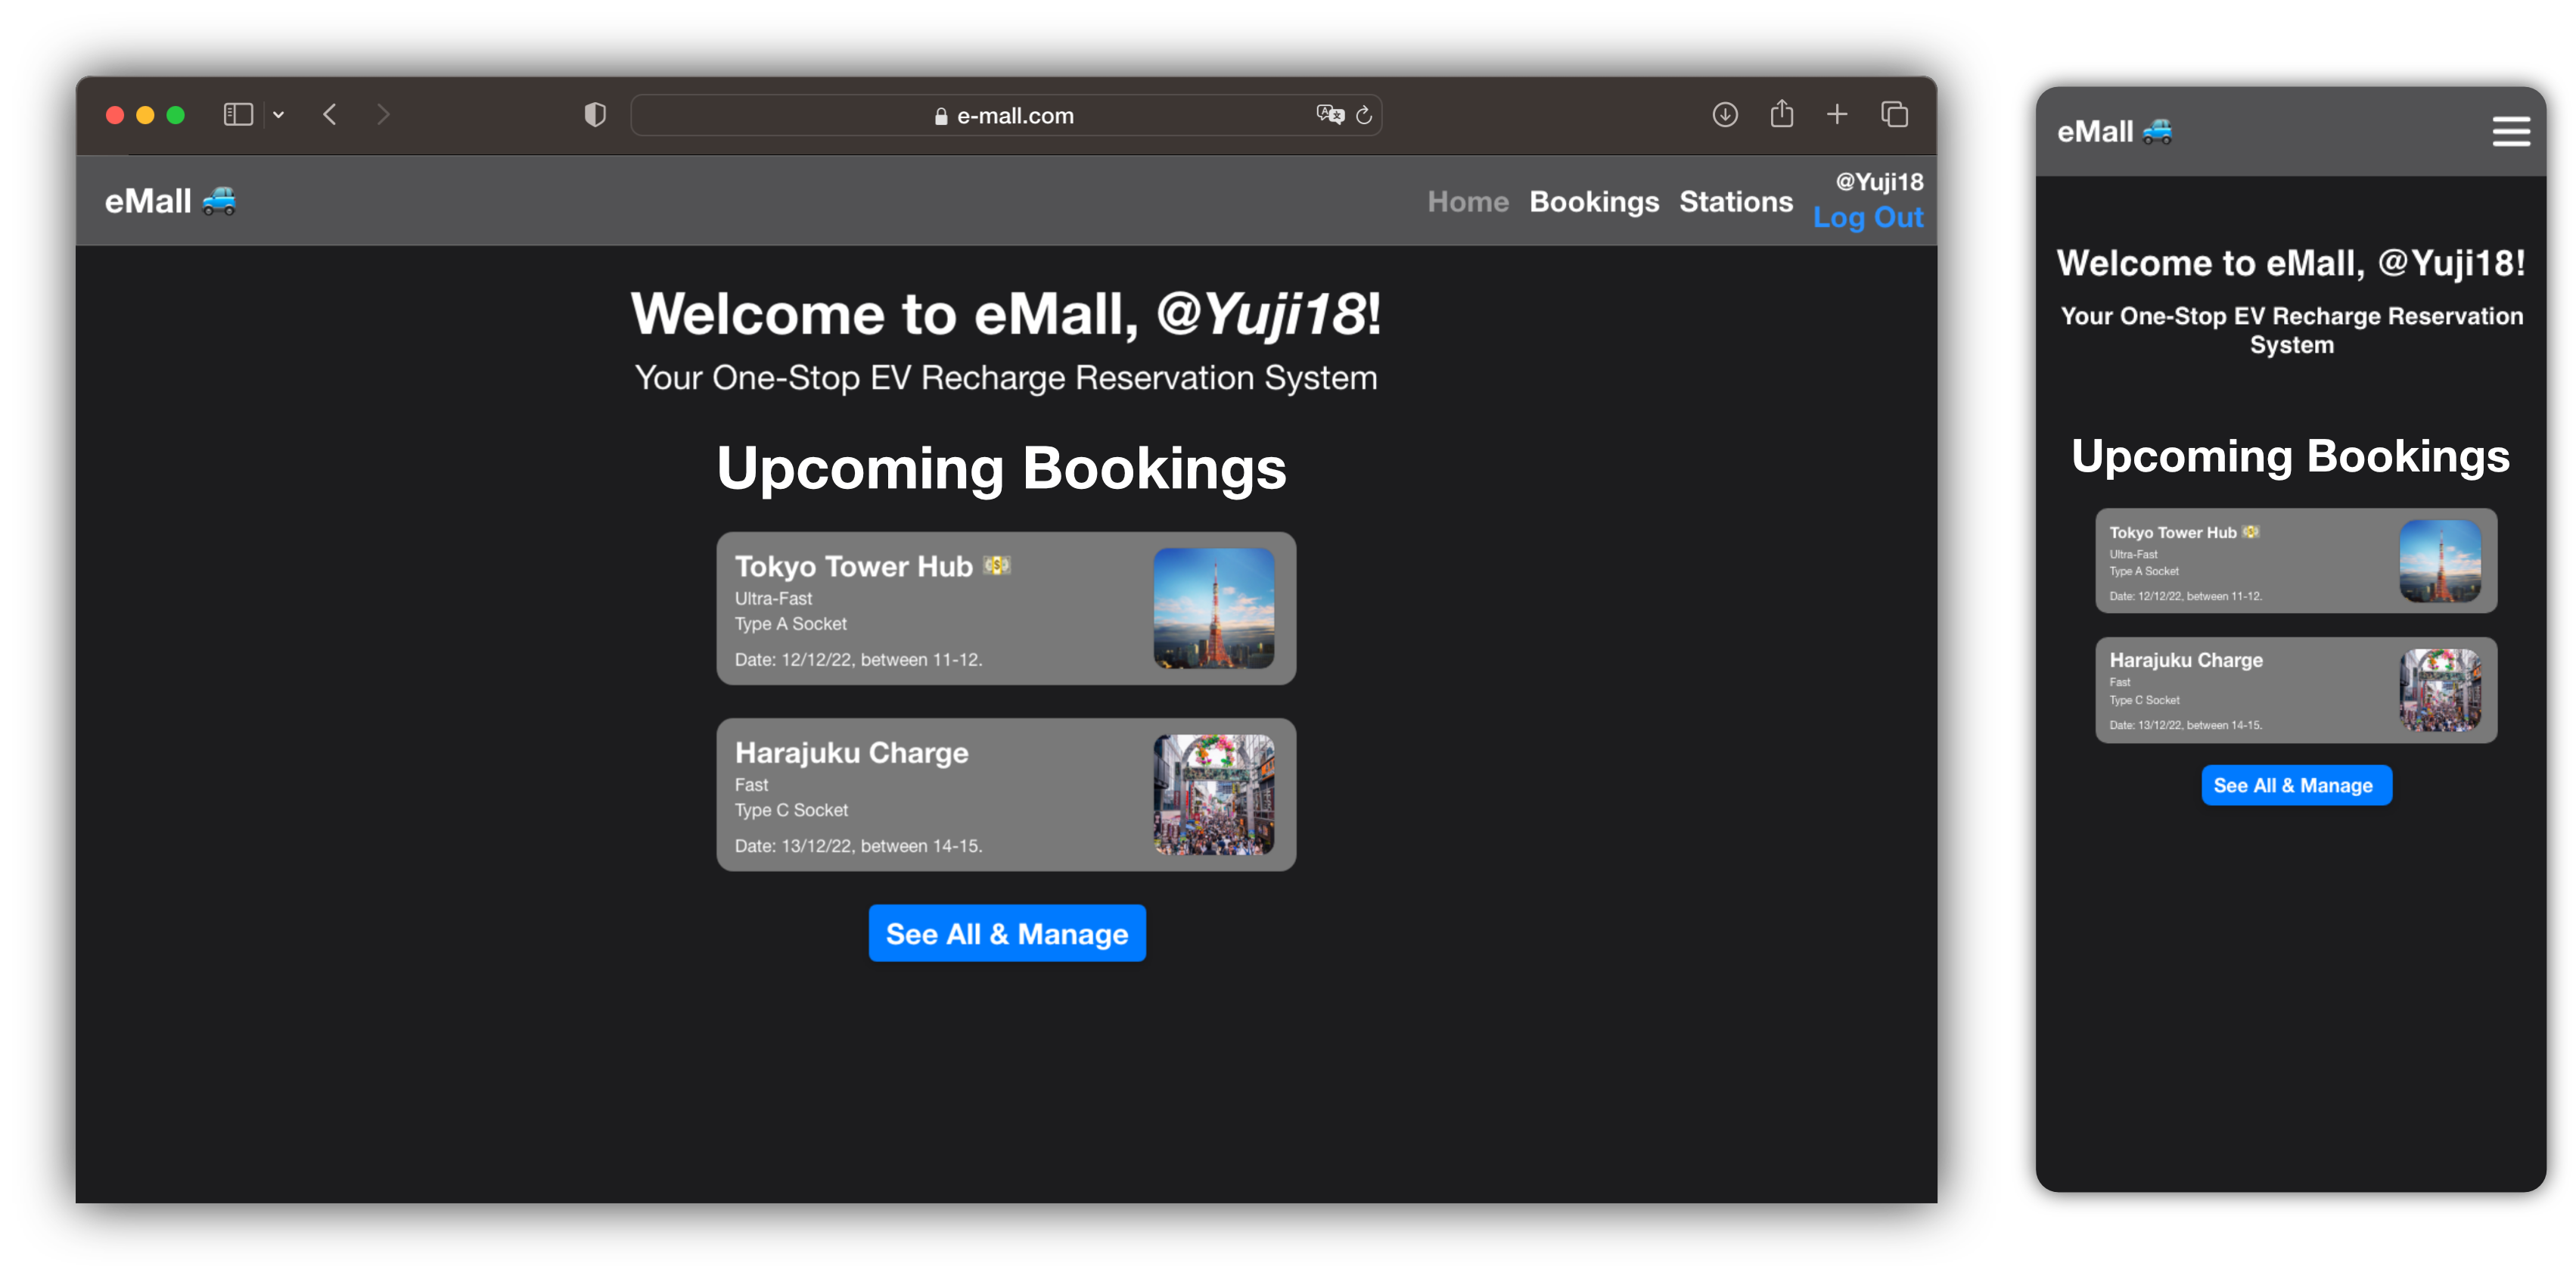 e-mall.com
eMall 🚙
Home Bookings Stations
@Yuji18
Log Out
Welcome to eMall, @Yuji18!
Your One-Stop EV Recharge Reservation System
Upcoming Bookings
Tokyo Tower Hub 💵
Ultra-Fast
Type A Socket
Date: 12/12/22, between 11-12.
Harajuku Charge
Fast
Type C Socket
Date: 13/12/22, between 14-15.
See All & Manage
eMall 🚙
Welcome to eMall, @Yuji18!
Your One-Stop EV Recharge Reservation
System
Upcoming Bookings
Tokyo Tower Hub 💵
Ultra-Fast
Type A Socket
Date: 12/12/22, between 11-12.
Harajuku Charge
Fast
Type C Socket
Date: 13/12/22, between 14-15.
See All & Manage